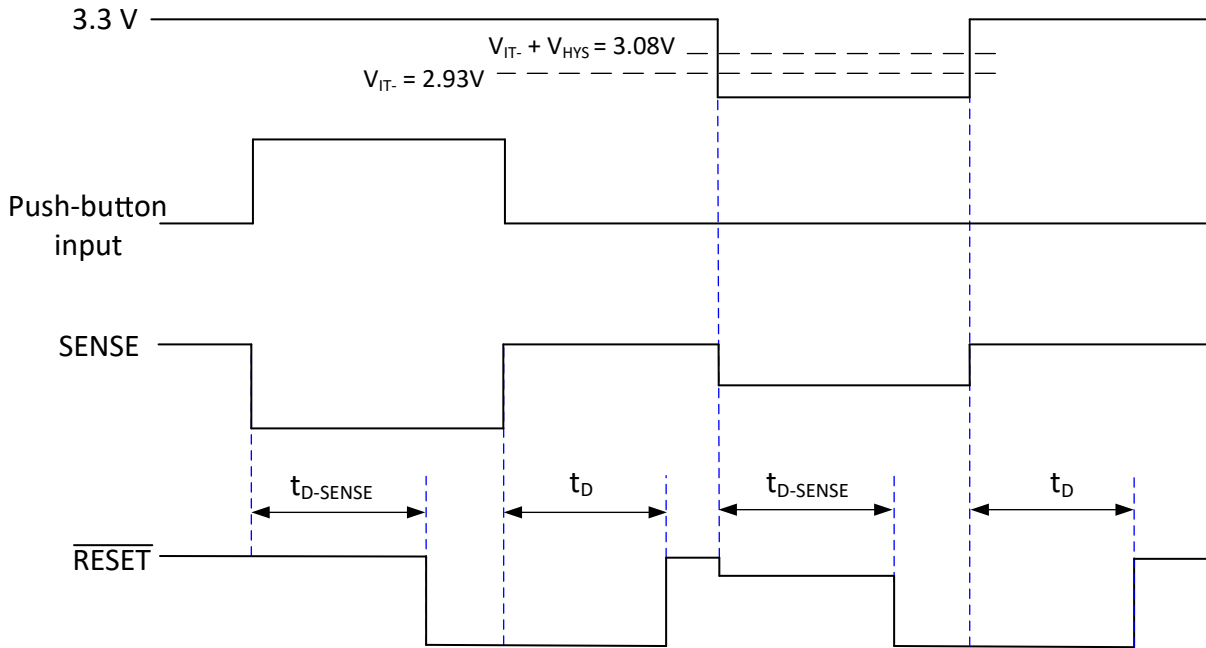 3.3 V
V_IT- + V_HYS = 3.08V
V_IT- = 2.93V
Push-button
input
SENSE
t_D-SENSE
t_D
t_D-SENSE
t_D
RESET